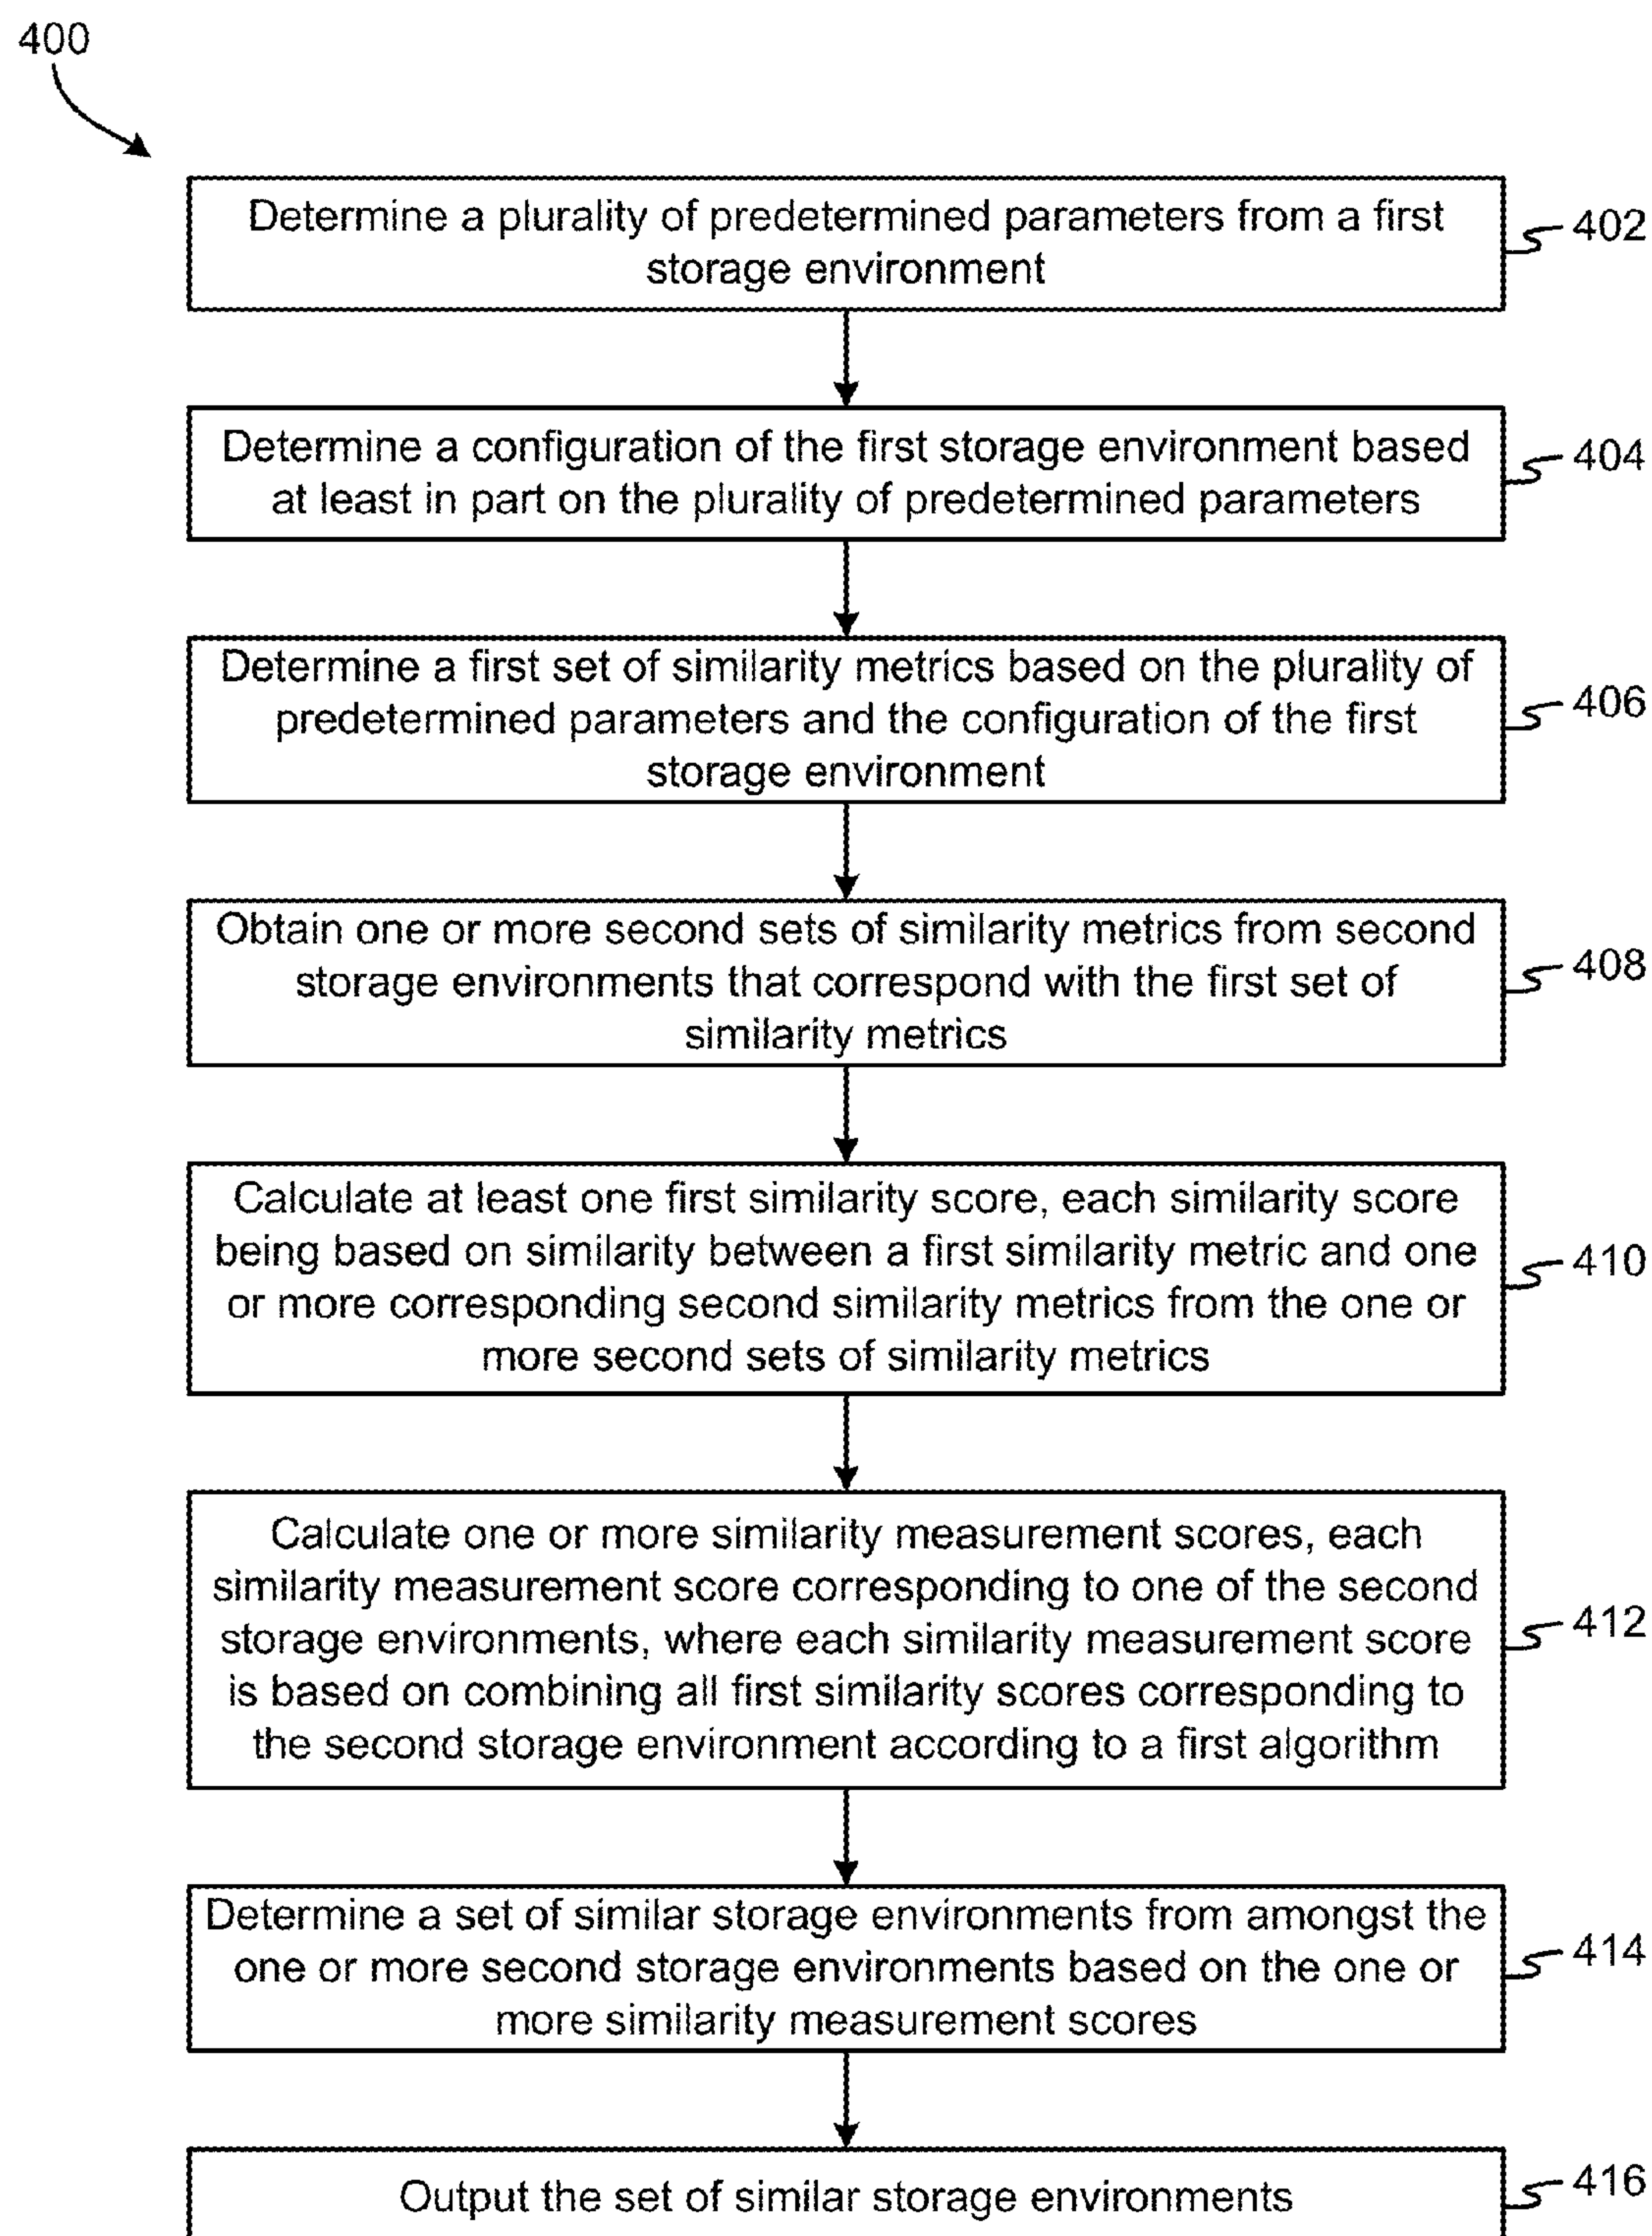 400
Determine a plurality of predetermined parameters from a first
storage environment
402
Determine a configuration of the first storage environment based
at least in part on the plurality of predetermined parameters
404
Determine a first set of similarity metrics based on the plurality of
predetermined parameters and the configuration of the first
storage environment
406
Obtain one or more second sets of similarity metrics from second
storage environments that correspond with the first set of
similarity metrics
408
Calculate at least one first similarity score, each similarity score
being based on similarity between a first similarity metric and one
or more corresponding second similarity metrics from the one or
more second sets of similarity metrics
410
Calculate one or more similarity measurement scores, each
similarity measurement score corresponding to one of the second
storage environments, where each similarity measurement score
is based on combining all first similarity scores corresponding to
the second storage environment according to a first algorithm
412
Determine a set of similar storage environments from amongst the
one or more second storage environments based on the one or
more similarity measurement scores
414
Output the set of similar storage environments
416